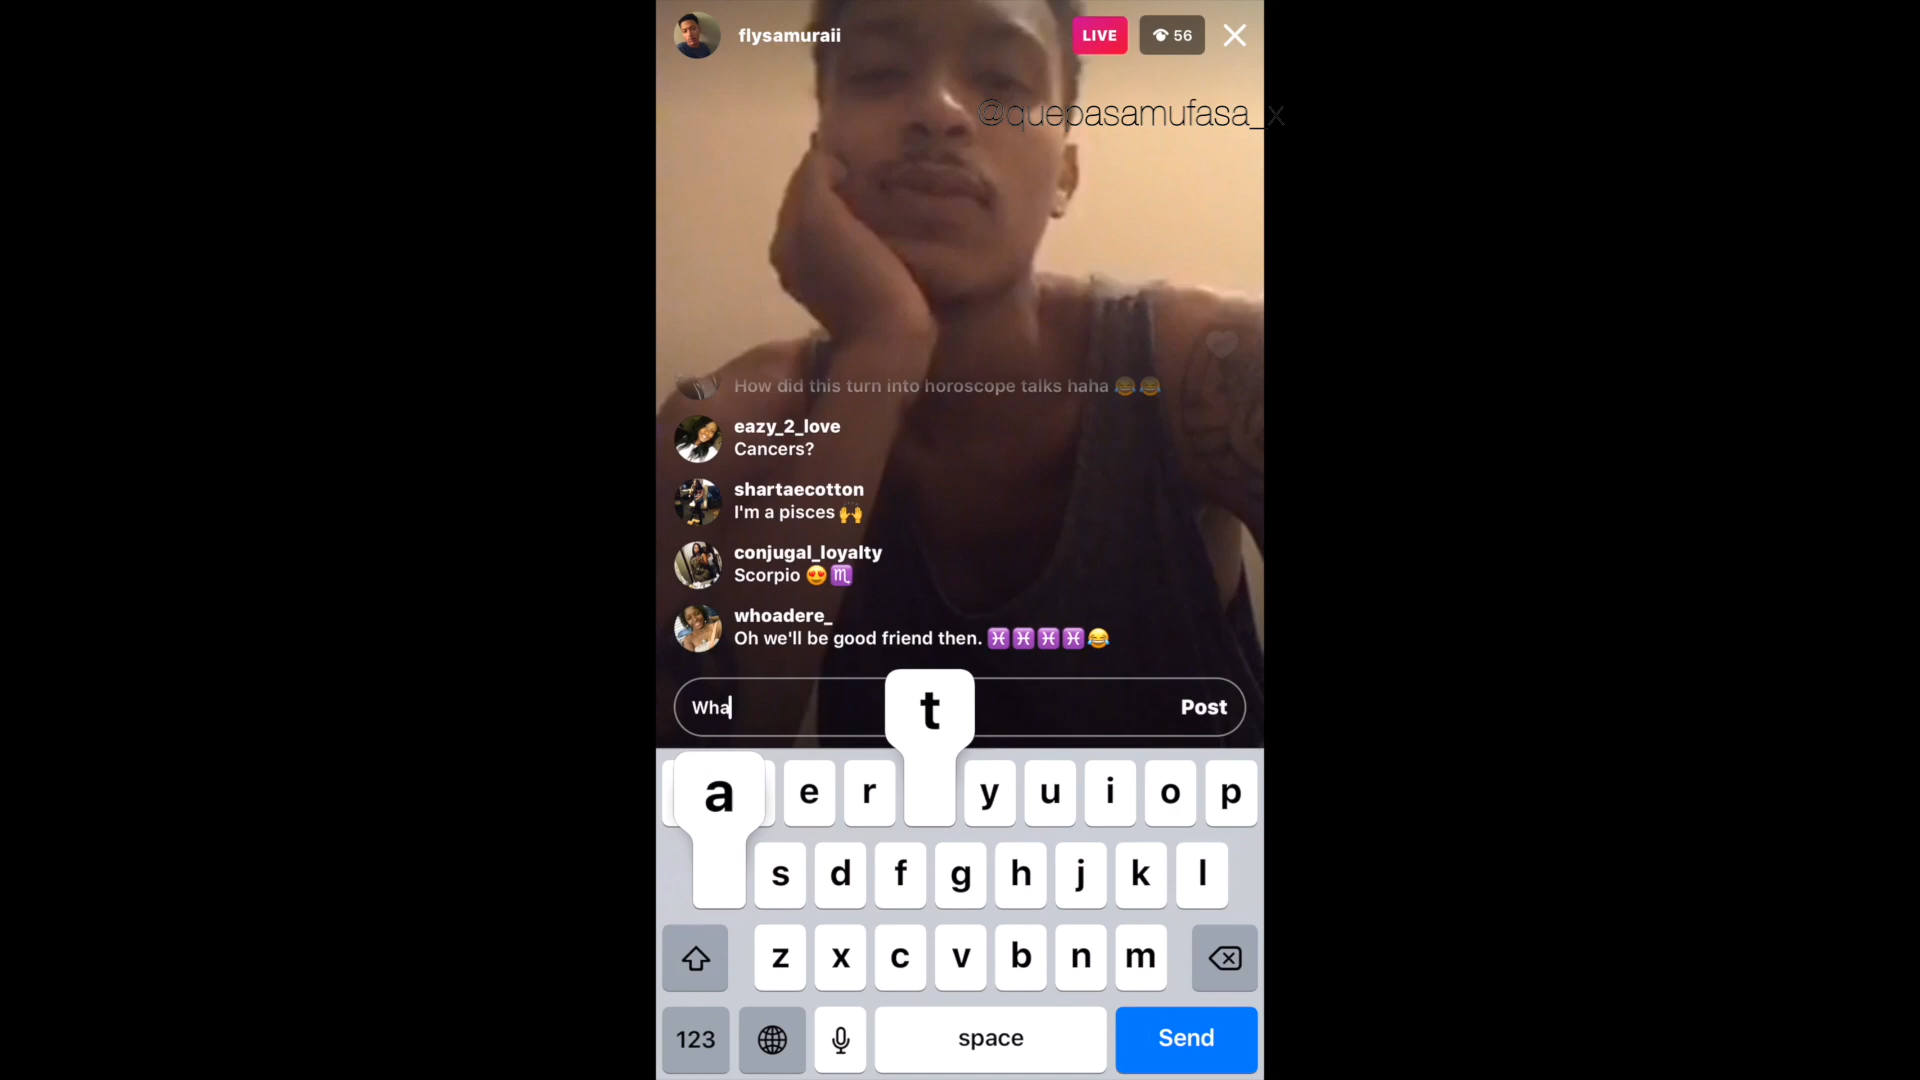 flysamuraii
LIVE
56
@quepasamufasa_x
How did this turn into horoscope talks haha 😂😂
eazy_2_love
Cancers?
shartaecotton
I'm a pisces 🙌
conjugal_loyalty
Scorpio 😍♏
whoadere_
Oh we'll be good friend then. ♓♓♓♓😂
Wha
t
Post
a e r y u i o p
s d f g h j k l
z x c v b n m
123
space
Send